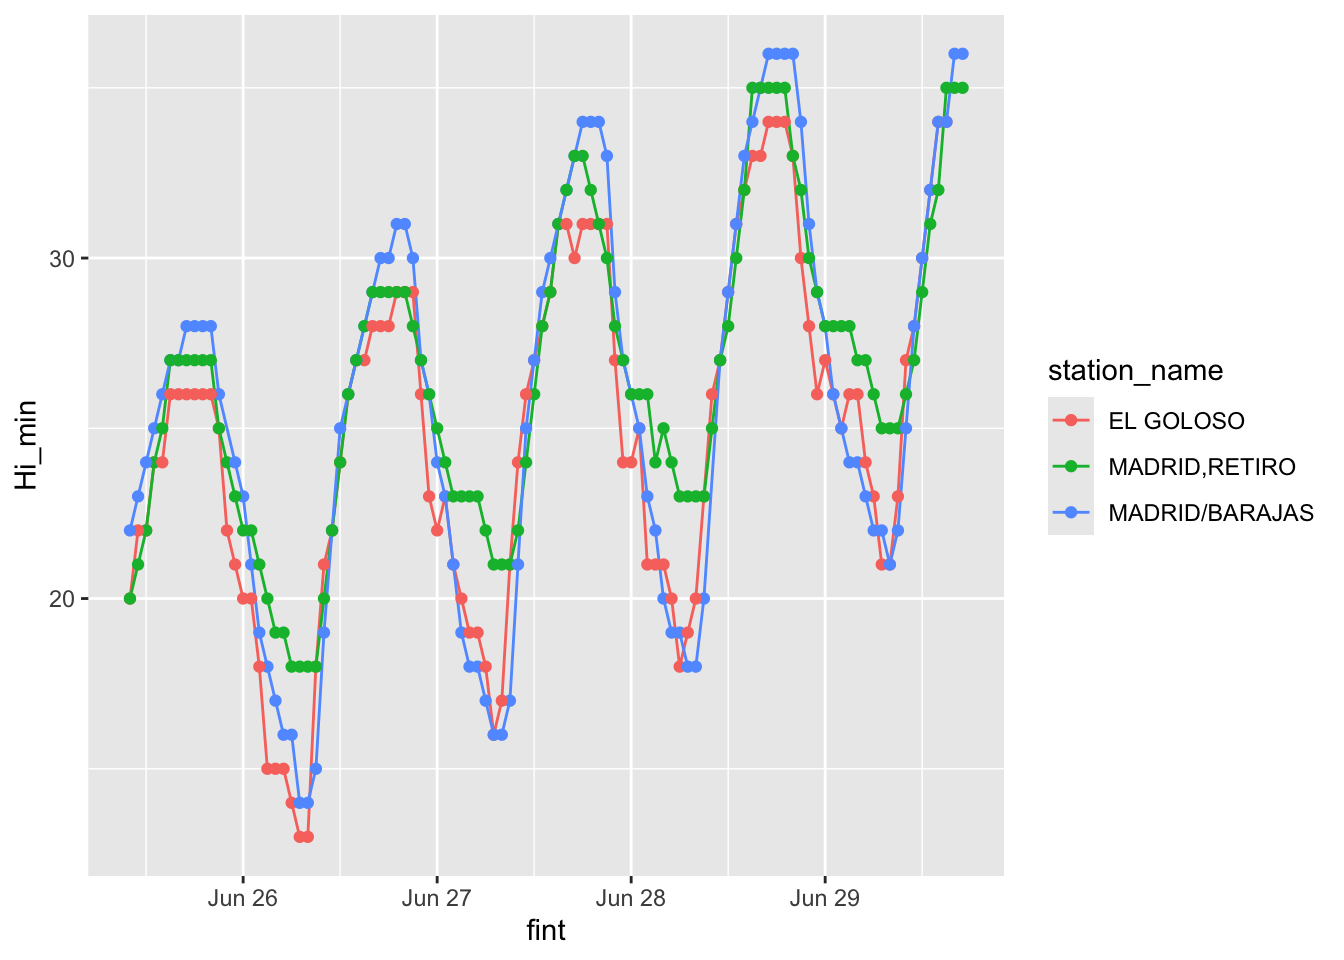 30
20
Hi_min
Jun 26
Jun 27
Jun 28
Jun 29
fint
station_name
EL GOLOSO
MADRID,RETIRO
MADRID/BARAJAS